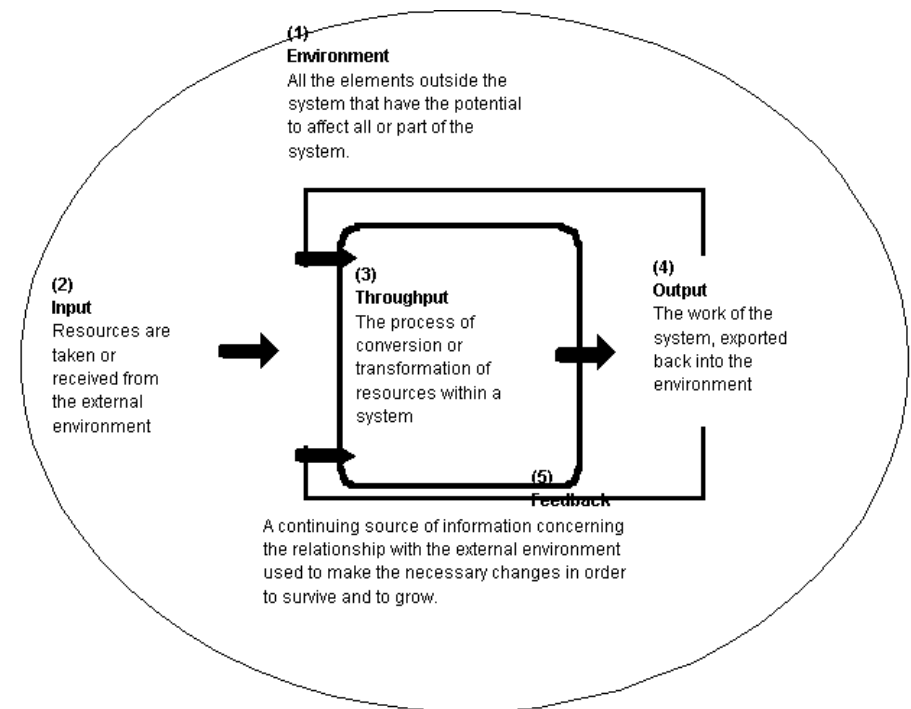 (1)
Environment
All the elements outside the
system that have the potential
to affect all or part of the
system.
(2)
Input
Resources are
taken or
received from
the external
environment
(3)
Throughput
The process of
conversion or
transformation of
resources within a
system
(4)
Output
The work of the
system, exported
back into the
environment
(5)
Feedback
A continuing source of information concerning
the relationship with the external environment
used to make the necessary changes in order
to survive and to grow.